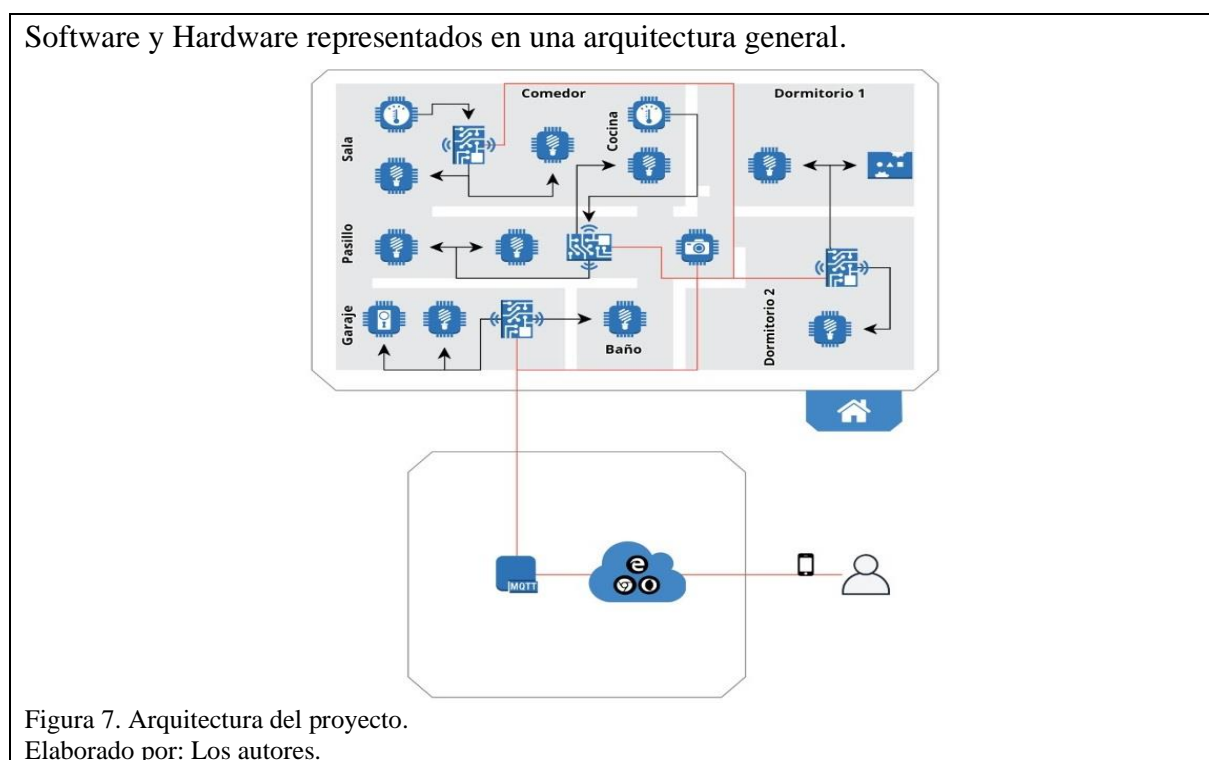 Software y Hardware representados en una arquitectura general.
Comedor
Dormitorio 1
Sala
Cocina
Pasillo
Garaje
Baño
Dormitorio 2
MQTT
Figura 7. Arquitectura del proyecto.
Elaborado por: Los autores.